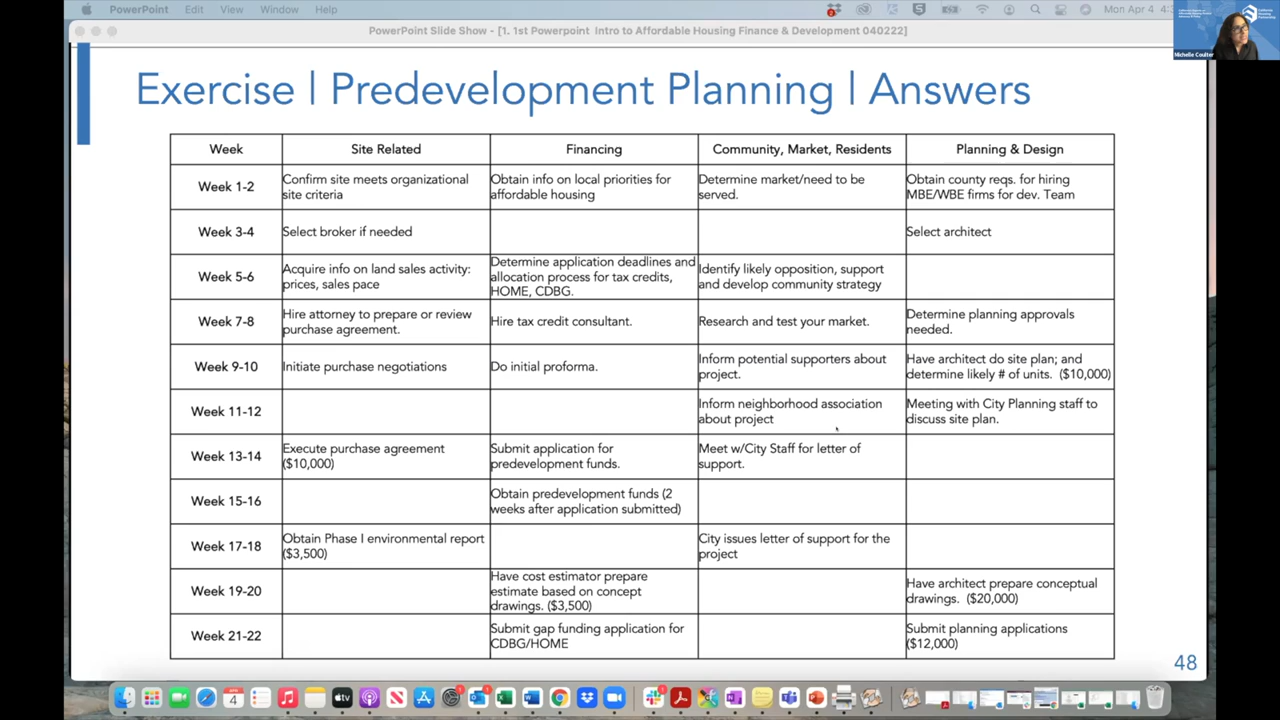 PowerPoint Edit View Window Help
Mon Apr 4
PowerPoint Slide Show - [1. 1st Powerpoint Intro to Affordable Housing Finance & Development 040222]
Michelle Coulter
Exercise | Predevelopment Planning | Answers
Week Site Related Financing Community, Market, Residents Planning & Design
Week 1-2
Confirm site meets organizational
site criteria
Obtain info on local priorities for
affordable housing
Determine market/need to be
served.
Obtain county reqs. for hiring
MBE/WBE firms for dev. Team
Week 3-4
Select broker if needed
Select architect
Week 5-6
Acquire info on land sales activity:
prices, sales pace
Determine application deadlines and
allocation process for tax credits,
HOME, CDBG.
Identify likely opposition, support
and develop community strategy
Week 7-8
Hire attorney to prepare or review
purchase agreement.
Hire tax credit consultant.
Research and test your market.
Determine planning approvals
needed.
Week 9-10
Initiate purchase negotiations
Do initial proforma.
Inform potential supporters about
project.
Have architect do site plan; and
determine likely # of units. ($10,000)
Week 11-12
Inform neighborhood association
about project
Meeting with City Planning staff to
discuss site plan.
Week 13-14
Execute purchase agreement
($10,000)
Submit application for
predevelopment funds.
Meet w/City Staff for letter of
support.
Week 15-16
Obtain predevelopment funds (2
weeks after application submitted)
Week 17-18
Obtain Phase I environmental report
($3,500)
City issues letter of support for the
project
Week 19-20
Have cost estimator prepare
estimate based on concept
drawings. ($3,500)
Have architect prepare conceptual
drawings. ($20,000)
Week 21-22
Submit gap funding application for
CDBG/HOME
Submit planning applications
($12,000)
48